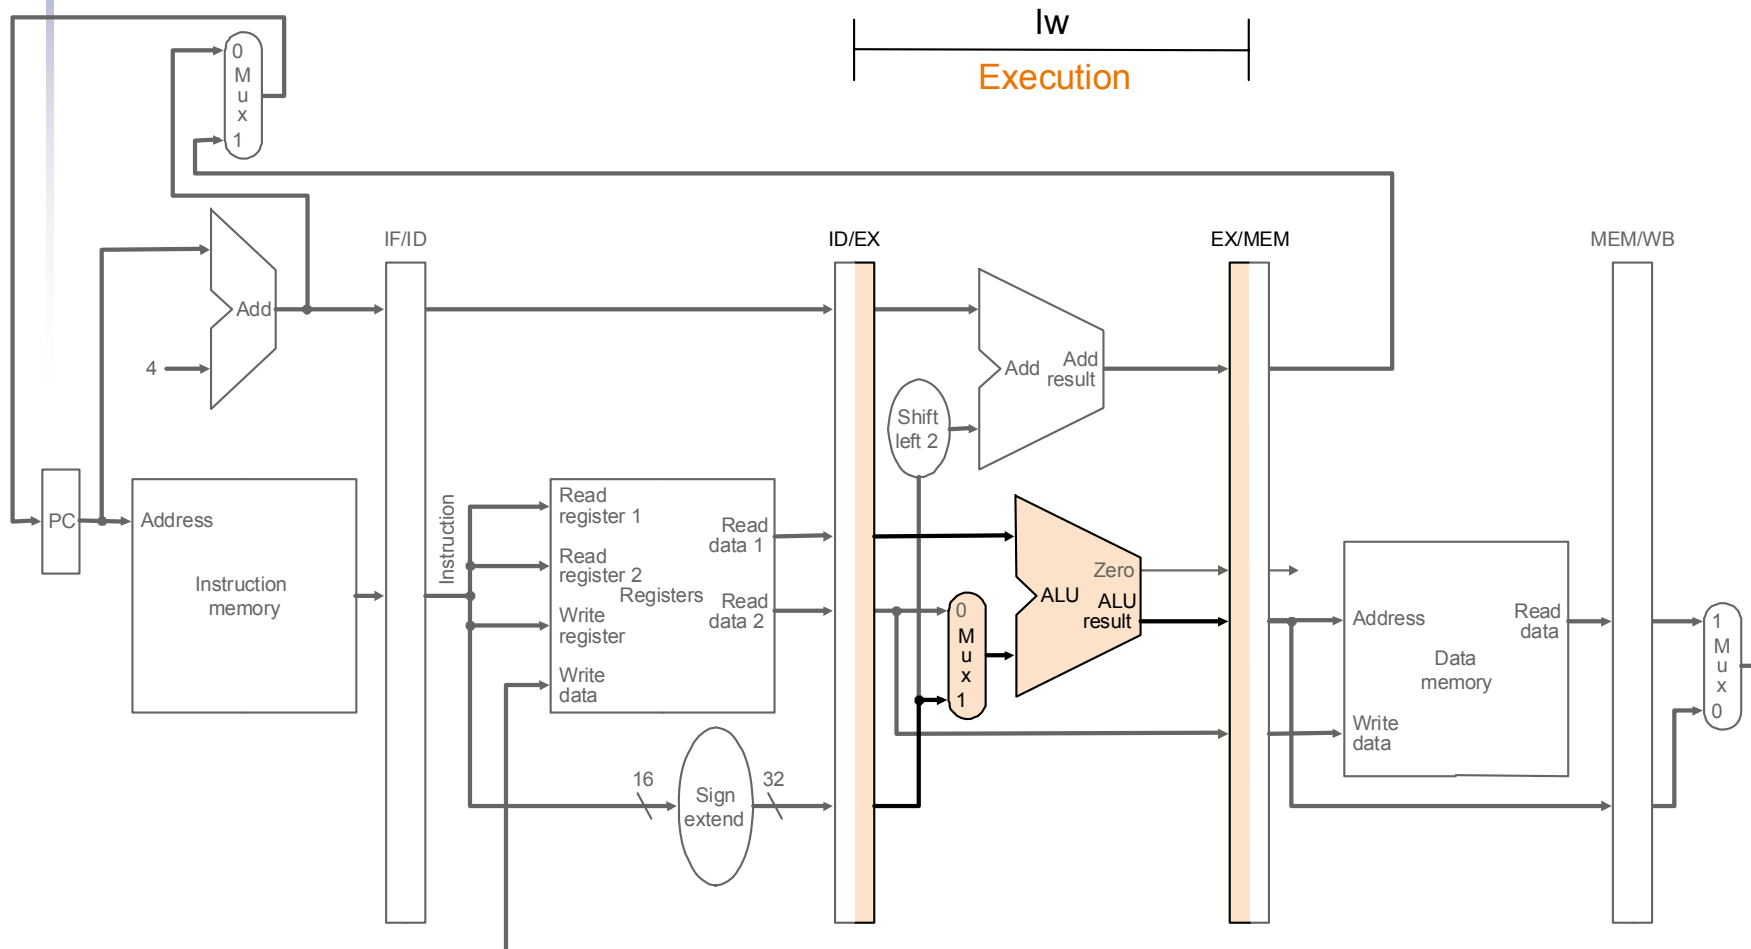 lw
Execution
0
M
u
x
1
IF/ID
ID/EX
EX/MEM
MEM/WB
Add
4
Add
Add
result
Shift
left 2
PC
Address
Instruction
memory
Instruction
Read
register 1
Read
register 2
Write
register
Write
data
Registers
Read
data 1
Read
data 2
16
Sign
extend
32
0
M
u
x
1
ALU
Zero
ALU
result
Address
Read
data
Data
memory
Write
data
1
M
u
x
0